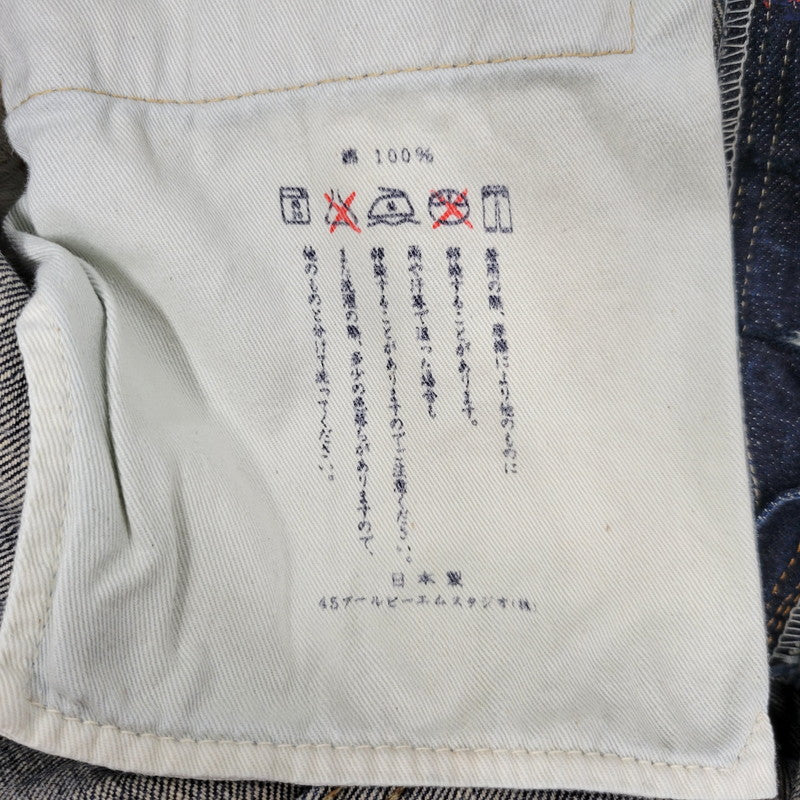 綿 100%
着用の際、摩擦により他のものに
移染することがあります。
雨や汗等で湿った場合も
移染することがありますのでご注意ください。
また洗濯の際、多少の色落ちがありますので、
他のものと分けて洗ってください。
日本製
45アールピーエムスタジオ(株)